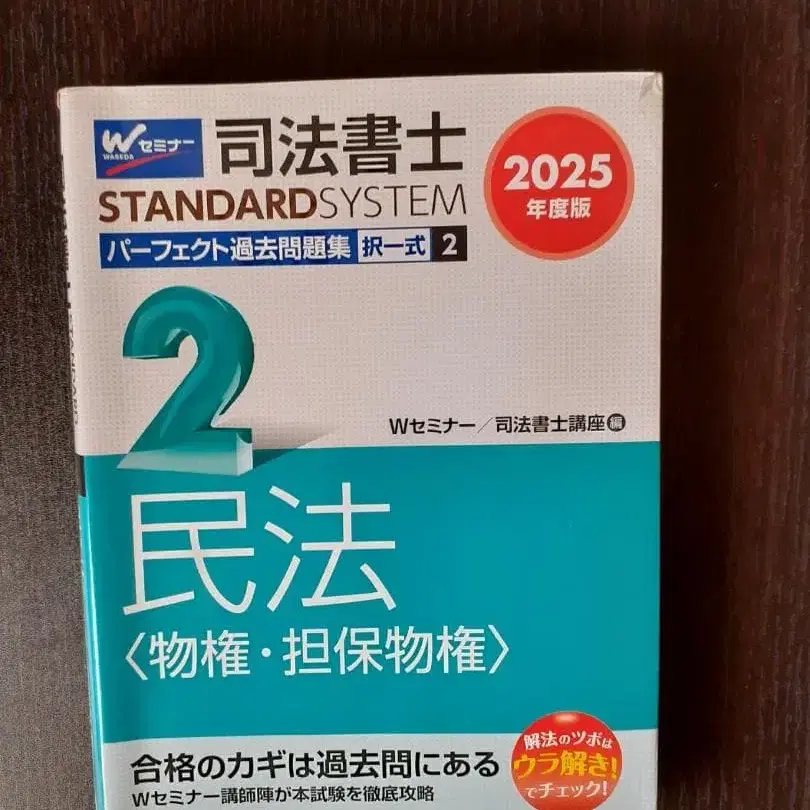 Wセミナー
WASEDA
司法書士
STANDARDSYSTEM
パーフェクト過去問題集 択一式 2
2025
年度版
2
Wセミナー／司法書士講座 編
民法
〈物権・担保物権〉
合格のカギは過去問にある
Wセミナー講師陣が本試験を徹底攻略
解法のツボは
ウラ解き!
でチェック!